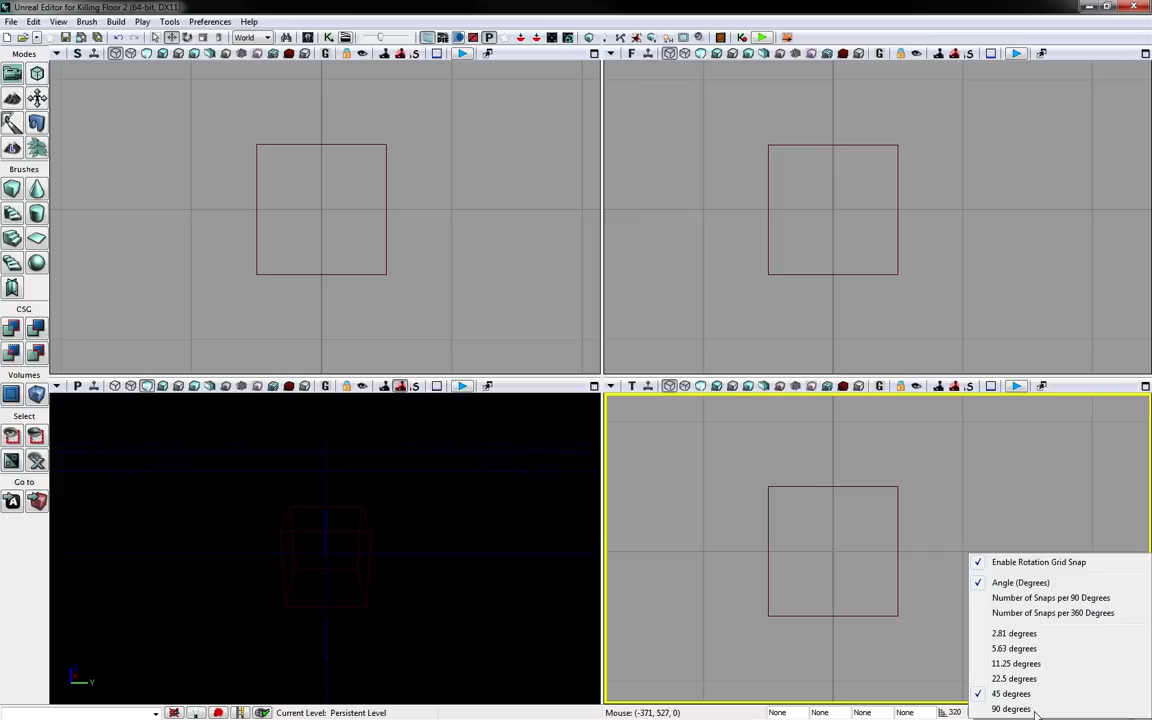 Unreal Editor for Killing Floor 2 (64-bit, DX11)
File Edit View Brush Build Play Tools Preferences Help
World
Modes
S G S
F G S
Brushes
CSG
Volumes
Select
Go to
P G S
T G S
Y
Enable Rotation Grid Snap
Angle (Degrees)
Number of Snaps per 90 Degrees
Number of Snaps per 360 Degrees
2.81 degrees
5.63 degrees
11.25 degrees
22.5 degrees
45 degrees
90 degrees
Current Level: Persistent Level
Mouse: (-371, 527, 0)
None None None None 320